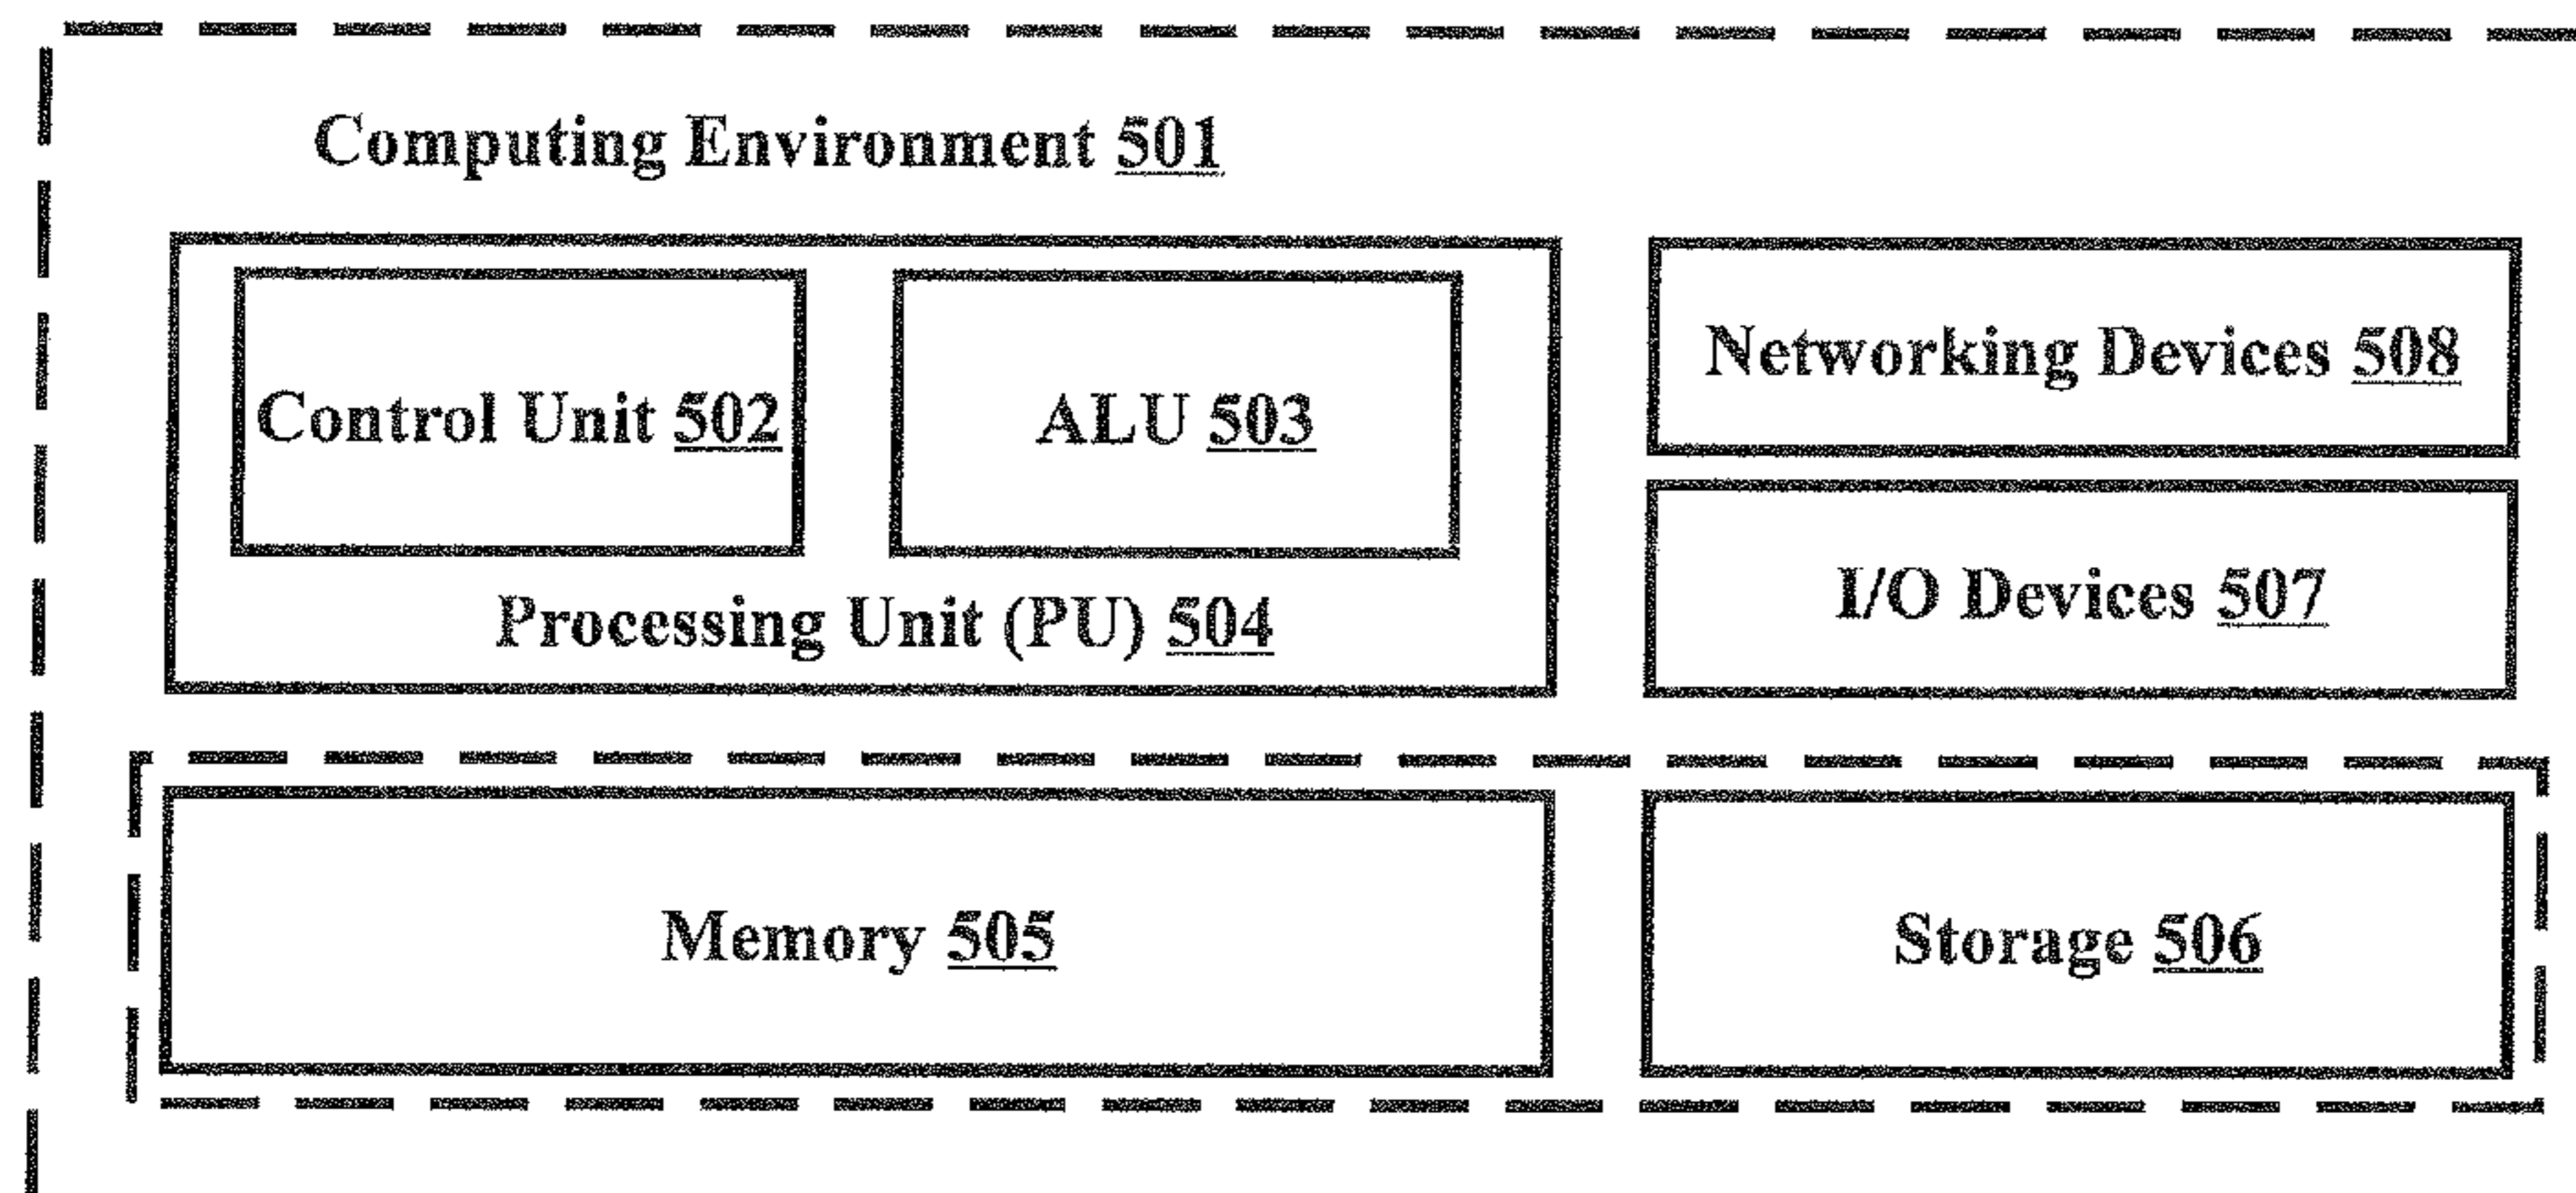 Computing Environment 501
Control Unit 502
ALU 503
Processing Unit (PU) 504
Networking Devices 508
I/O Devices 507
Memory 505
Storage 506